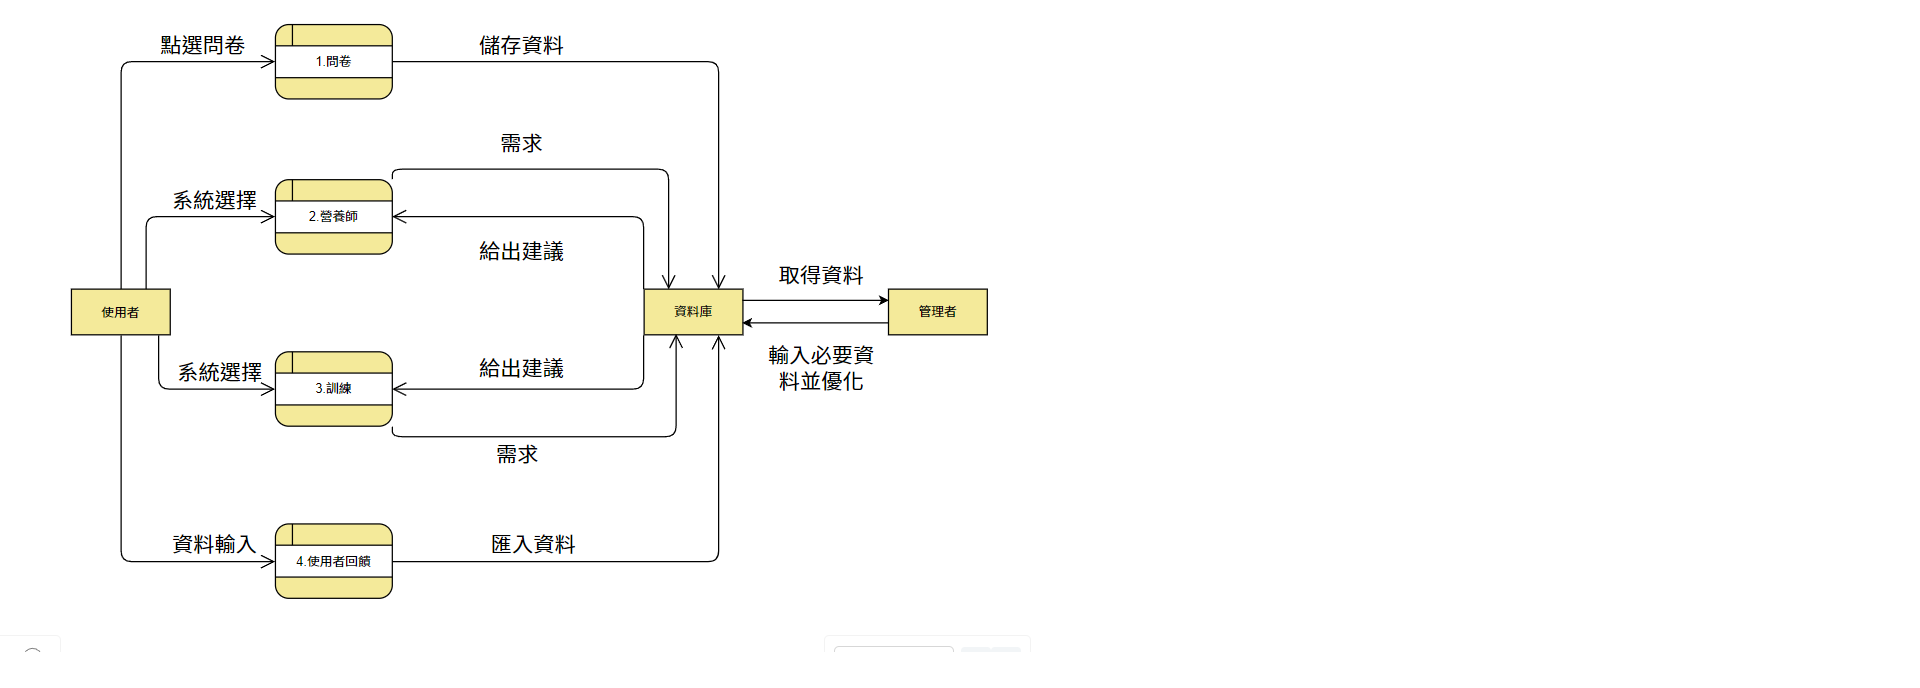 點選問卷
儲存資料
1.問卷
需求
系統選擇
2.營養師
給出建議
取得資料
使用者
資料庫
管理者
輸入必要資
料並優化
給出建議
系統選擇
3.訓練
需求
資料輸入
匯入資料
4.使用者回饋